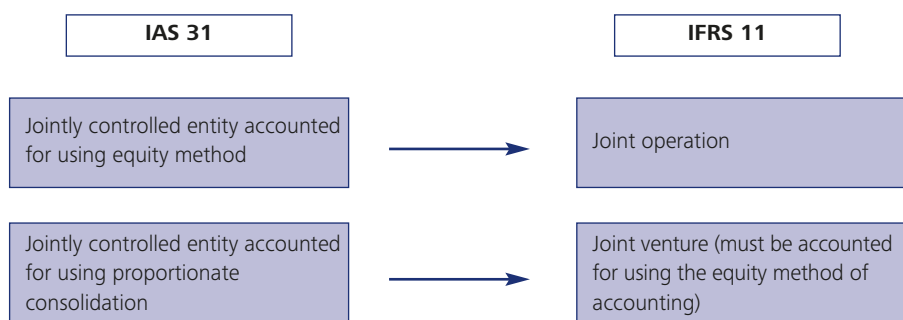 IAS 31
IFRS 11
Jointly controlled entity accounted
for using equity method
Joint operation
Jointly controlled entity accounted
for using proportionate
consolidation
Joint venture (must be accounted
for using the equity method of
accounting)